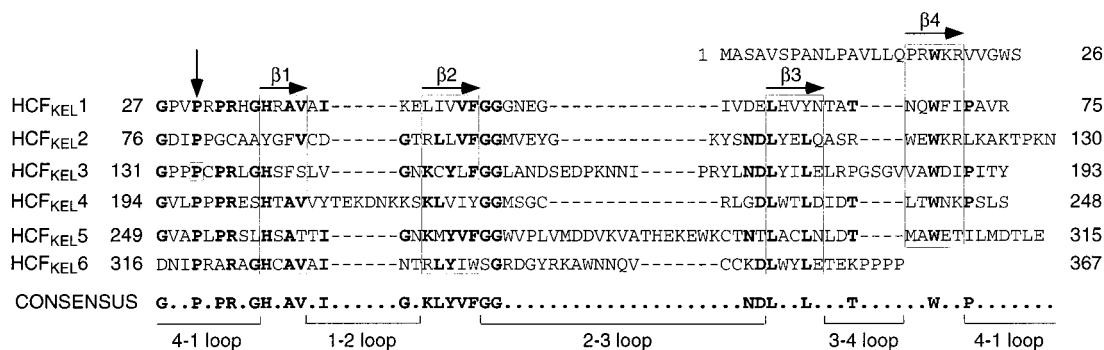 β4
1 MASAVSPANLPAVLLQPRWKRVVGWS 26
β1 β2 β3
HCFKEL1 27 GPVPRPRHGHRAVAI------KELIVVFGGGNEG-----------IVDELHVYNTAT---NQWFIPAVR 75
HCFKEL2 76 GDIPPGCAAYGFVCD------GTRLLVFGGMVEYG----------KYSNDLYELQASR---WEWKRLKAKTPKN 130
HCFKEL3 131 GPPPCPRLGHSFSLV------GNKCYLFGGLANDSEDPKNNI------PRYLNDLYILELRPGSGVVAWDIPITY 193
HCFKEL4 194 GVLPPPRESHTAVVYTEKDNKKSKLVIYGGMSGC-----------RLGDLWTLDIDT----LTWNKPSLS 248
HCFKEL5 249 GVAPLPRSLHSATTI------GNKMYVFGGWVPLVMDDVKVATHEKEWKCTNTLACLNLDT----MAWETILMDTLE 315
HCFKEL6 316 DNIPRARAGHCAVAI------NTRLYIWSGRDGYRKAWNNQV------CCKDLWYLETEKPPPP 367
CONSENSUS G..P.PR.GH.AV.I......G.KLYVFGG....................NDL..L..T.....W..P.......
4-1 loop 1-2 loop 2-3 loop 3-4 loop 4-1 loop